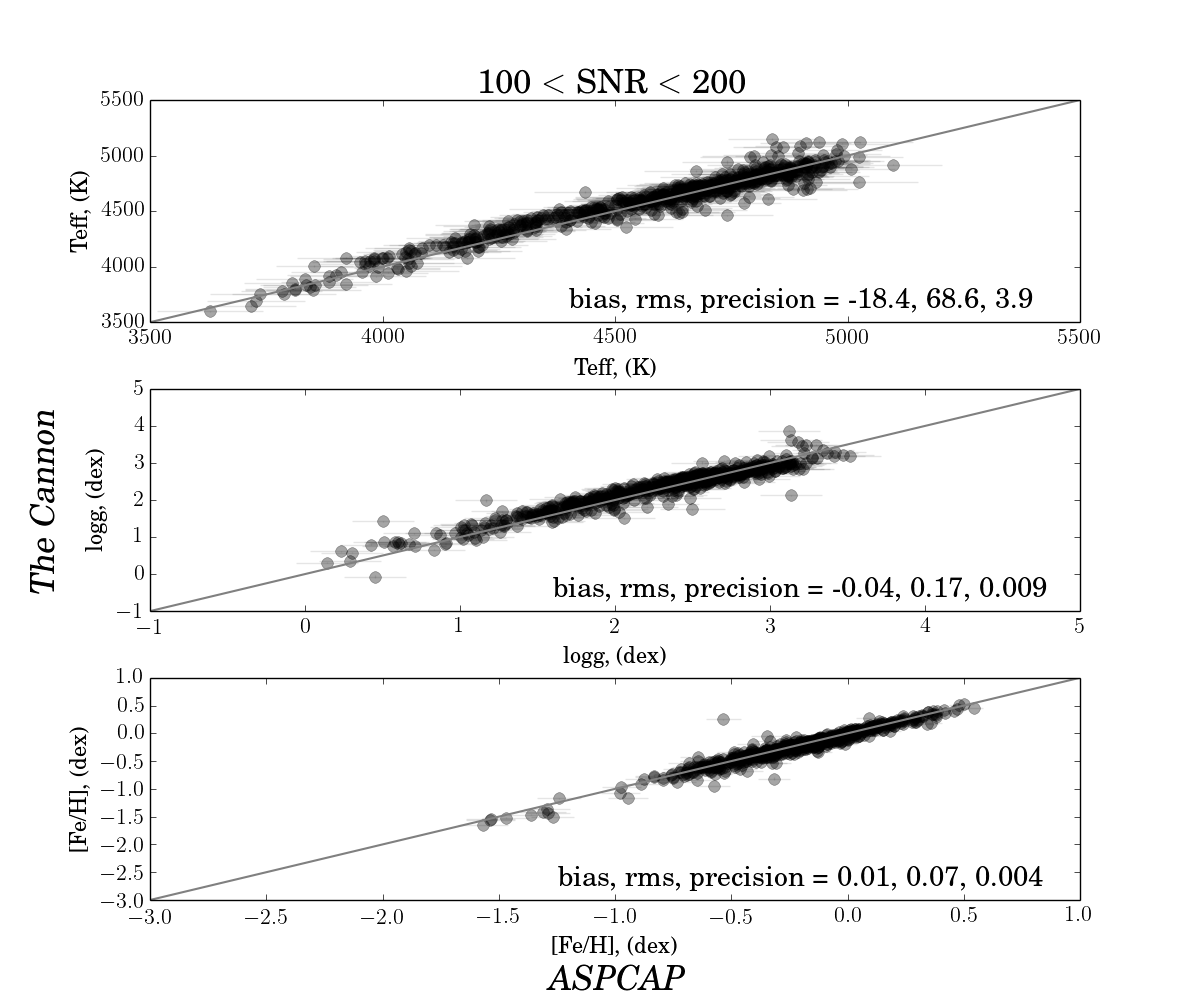 100 < SNR < 200
5500
5000
4500
4000
3500
Teff, (K)
bias, rms, precision = -18.4, 68.6, 3.9
3500 4000 4500 5000 5500
Teff, (K)
The Cannon
5
4
3
2
1
0
−1
logg, (dex)
bias, rms, precision = -0.04, 0.17, 0.009
−1 0 1 2 3 4 5
logg, (dex)
1.0
0.5
0.0
−0.5
−1.0
−1.5
−2.0
−2.5
−3.0
[Fe/H], (dex)
bias, rms, precision = 0.01, 0.07, 0.004
−3.0 −2.5 −2.0 −1.5 −1.0 −0.5 0.0 0.5 1.0
[Fe/H], (dex)
ASPCAP